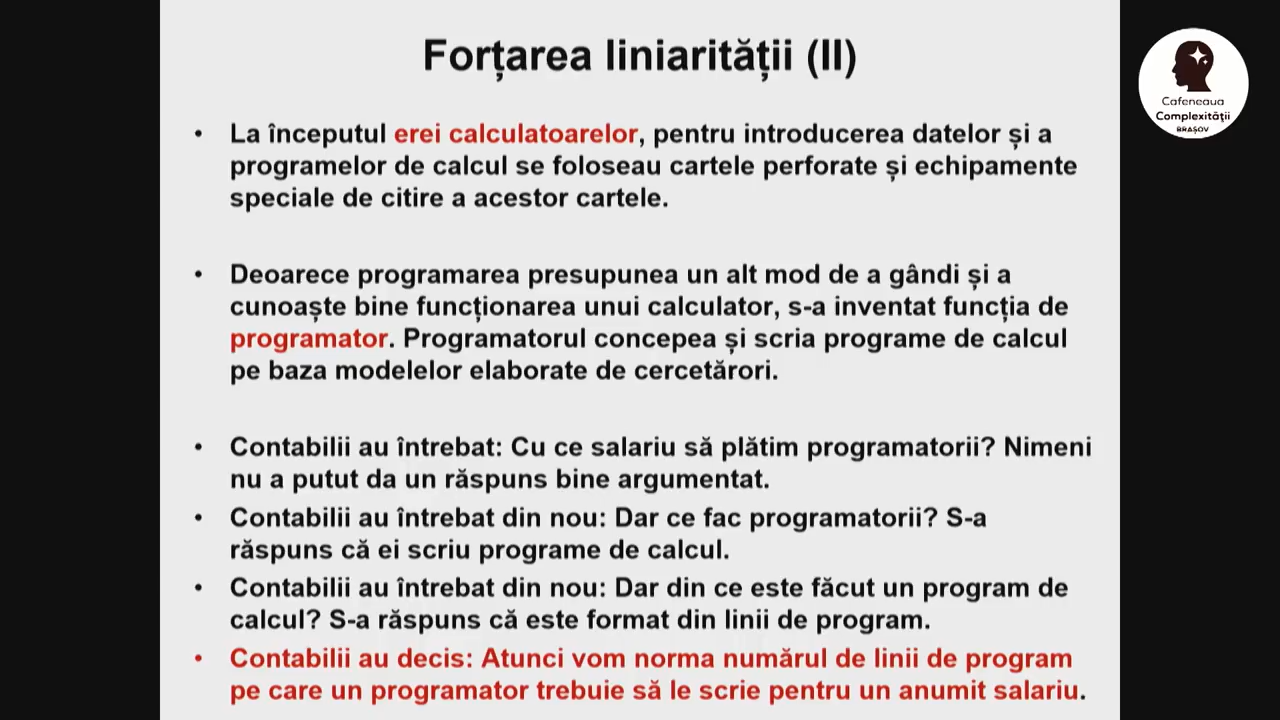 Forțarea liniarității (II)
• La începutul erei calculatoarelor, pentru introducerea datelor și a
programelor de calcul se foloseau cartele perforate și echipamente
speciale de citire a acestor cartele.
• Deoarece programarea presupunea un alt mod de a gândi și a
cunoaște bine funcționarea unui calculator, s-a inventat funcția de
programator. Programatorul concepea și scria programe de calcul
pe baza modelelor elaborate de cercetărori.
• Contabilii au întrebat: Cu ce salariu să plătim programatorii? Nimeni
nu a putut da un răspuns bine argumentat.
• Contabilii au întrebat din nou: Dar ce fac programatorii? S-a
răspuns că ei scriu programe de calcul.
• Contabilii au întrebat din nou: Dar din ce este făcut un program de
calcul? S-a răspuns că este format din linii de program.
• Contabilii au decis: Atunci vom norma numărul de linii de program
pe care un programator trebuie să le scrie pentru un anumit salariu.
Cafeneaua
Complexității
BRAȘOV